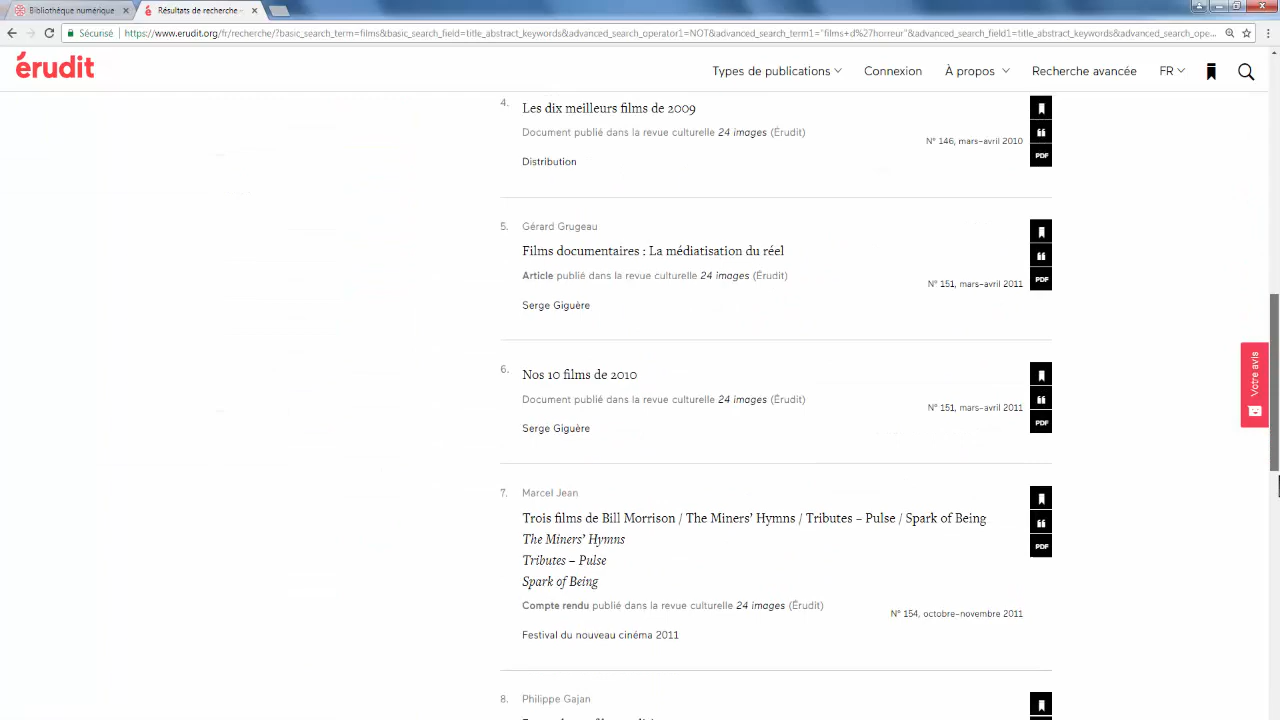 Bibliothèque numérique
Résultats de recherche –
Sécurisé
https://www.erudit.org/fr/recherche/?basic_search_term=films&basic_search_field=title_abstract_keywords&advanced_search_operator1=NOT&advanced_search_term1="films+d%27horreur"&advanced_search_field1=title_abstract_keywords&advanced_search_ope...
érudit
Types de publications
Connexion
À propos
Recherche avancée
FR
4.
Les dix meilleurs films de 2009
Document publié dans la revue culturelle 24 images (Érudit)
N° 146, mars–avril 2010
PDF
Distribution
5. Gérard Grugeau
Films documentaires : La médiatisation du réel
Article publié dans la revue culturelle 24 images (Érudit)
N° 151, mars–avril 2011
PDF
Serge Giguère
6.
Nos 10 films de 2010
Document publié dans la revue culturelle 24 images (Érudit)
N° 151, mars–avril 2011
PDF
Serge Giguère
Votre avis
7. Marcel Jean
Trois films de Bill Morrison / The Miners' Hymns / Tributes – Pulse / Spark of Being
The Miners' Hymns
Tributes – Pulse
Spark of Being
PDF
Compte rendu publié dans la revue culturelle 24 images (Érudit)
N° 154, octobre–novembre 2011
Festival du nouveau cinéma 2011
8. Philippe Gajan